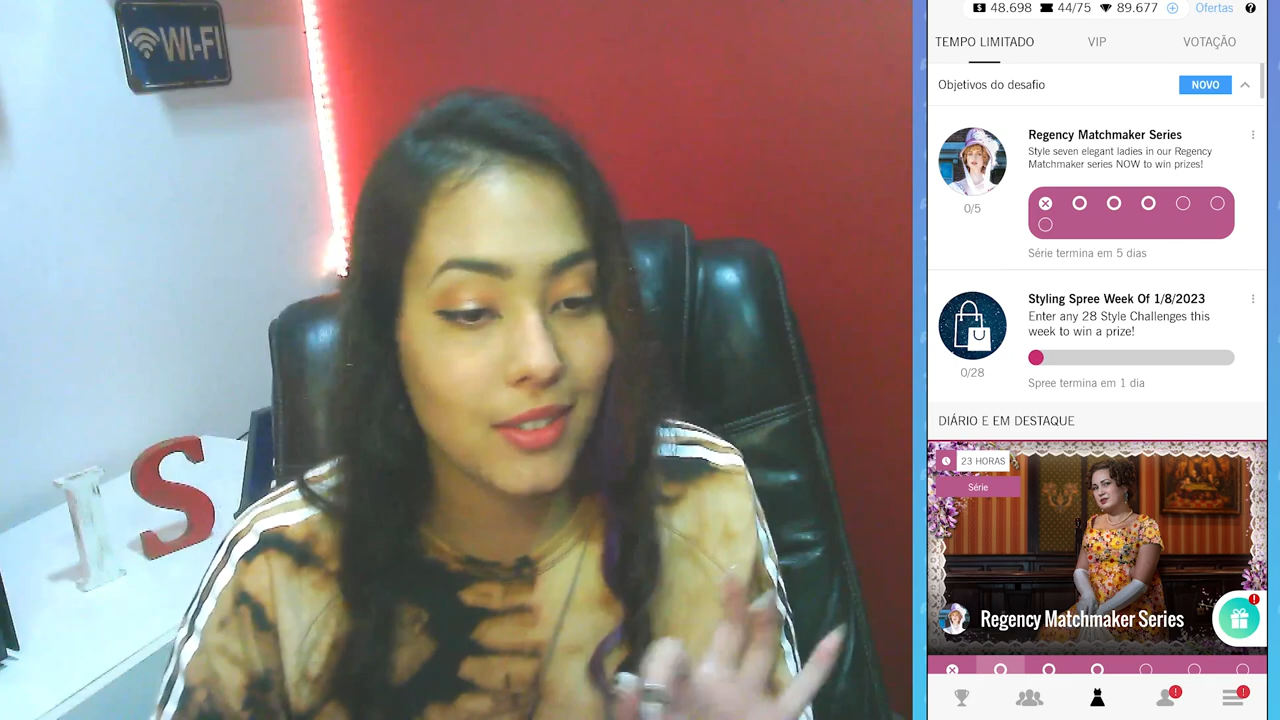 WI-FI
I S
48.698 44/75 89.677 Ofertas ?
TEMPO LIMITADO VIP VOTAÇÃO
Objetivos do desafio NOVO
Regency Matchmaker Series
Style seven elegant ladies in our Regency
Matchmaker series NOW to win prizes!
0/5
Série termina em 5 dias
Styling Spree Week Of 1/8/2023
Enter any 28 Style Challenges this
week to win a prize!
0/28
Spree termina em 1 dia
DIÁRIO E EM DESTAQUE
23 HORAS
Série
Regency Matchmaker Series